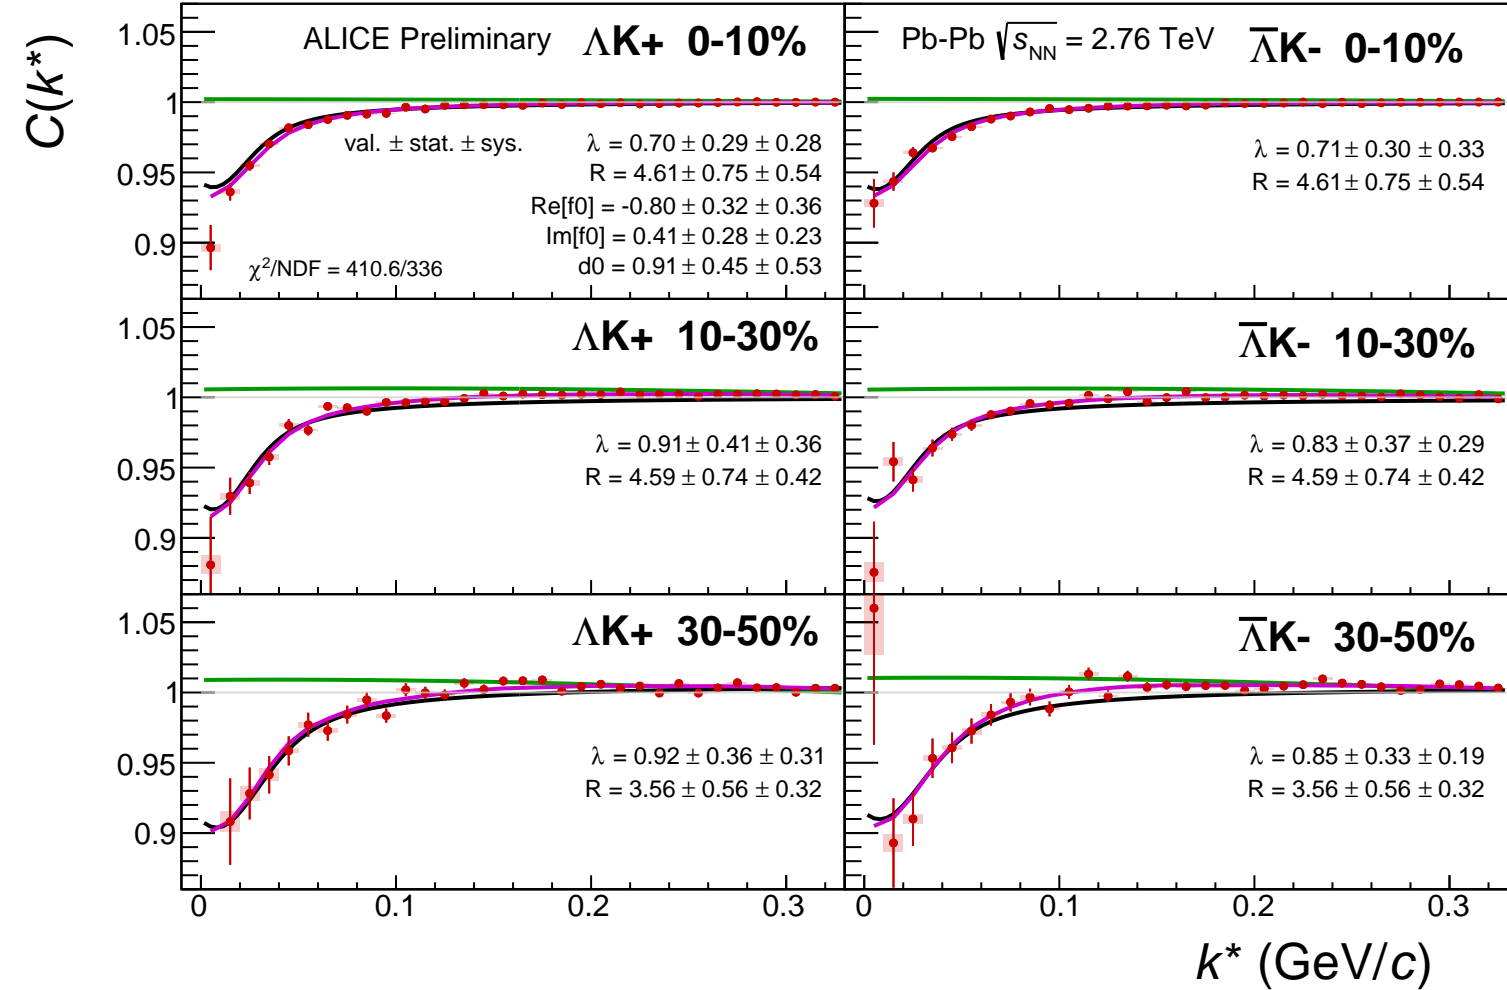 C(k*)
ALICE Preliminary ΛK+ 0-10%
1.05
1
0.95
0.9
val. ± stat. ± sys.
λ = 0.70 ± 0.29 ± 0.28
R = 4.61 ± 0.75 ± 0.54
Re[f0] = -0.80 ± 0.32 ± 0.36
Im[f0] = 0.41 ± 0.28 ± 0.23
d0 = 0.91 ± 0.45 ± 0.53
χ²/NDF = 410.6/336
Pb-Pb √s_NN = 2.76 TeV Λ̅K- 0-10%
λ = 0.71 ± 0.30 ± 0.33
R = 4.61 ± 0.75 ± 0.54
ΛK+ 10-30%
1.05
1
0.95
0.9
λ = 0.91 ± 0.41 ± 0.36
R = 4.59 ± 0.74 ± 0.42
Λ̅K- 10-30%
λ = 0.83 ± 0.37 ± 0.29
R = 4.59 ± 0.74 ± 0.42
ΛK+ 30-50%
1.05
1
0.95
0.9
λ = 0.92 ± 0.36 ± 0.31
R = 3.56 ± 0.56 ± 0.32
Λ̅K- 30-50%
λ = 0.85 ± 0.33 ± 0.19
R = 3.56 ± 0.56 ± 0.32
0 0.1 0.2 0.3
0 0.1 0.2 0.3
k* (GeV/c)